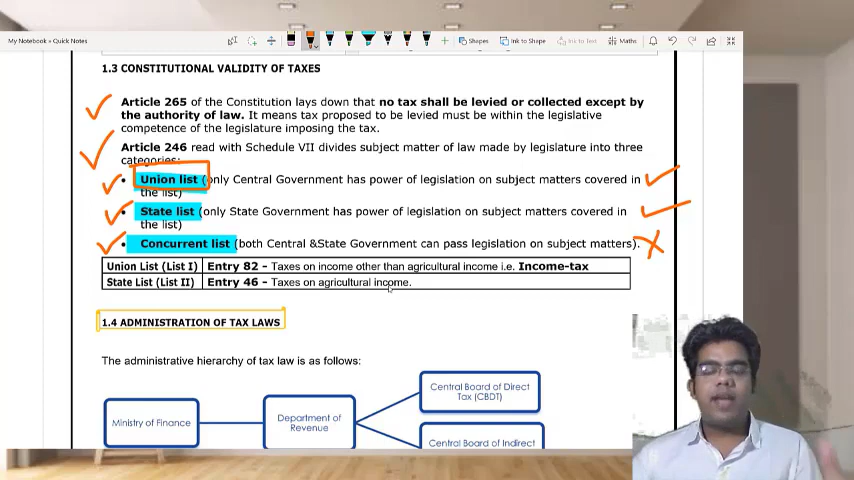 My Notebook » Quick Notes
Shapes
Ink to Shape
Ink to Text
Maths
1.3 CONSTITUTIONAL VALIDITY OF TAXES
Article 265 of the Constitution lays down that no tax shall be levied or collected except by
the authority of law. It means tax proposed to be levied must be within the legislative
competence of the legislature imposing the tax.
Article 246 read with Schedule VII divides subject matter of law made by legislature into three
categories:
• Union list (only Central Government has power of legislation on subject matters covered in
the list)
• State list (only State Government has power of legislation on subject matters covered in
the list)
• Concurrent list (both Central &State Government can pass legislation on subject matters).
Union List (List I) Entry 82 – Taxes on income other than agricultural income i.e. Income-tax
State List (List II) Entry 46 – Taxes on agricultural income.
1.4 ADMINISTRATION OF TAX LAWS
The administrative hierarchy of tax law is as follows:
Central Board of Direct
Tax (CBDT)
Ministry of Finance
Department of
Revenue
Central Board of Indirect